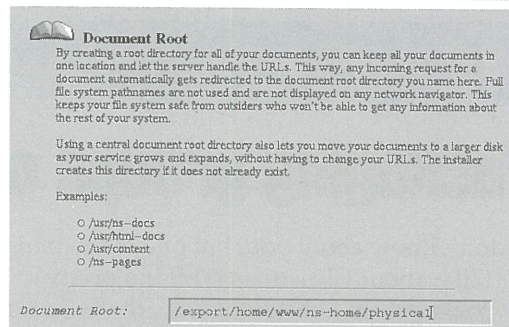 Document Root
By creating a root directory for all of your documents, you can keep all your documents in
one location and let the server handle the URLs. This way, any incoming request for a
document automatically gets redirected to the document root directory you name here. Full
file system pathnames are not used and are not displayed on any network navigator. This
keeps your file system safe from outsiders who won't be able to get any information about
the rest of your system.
Using a central document root directory also lets you move your documents to a larger disk
as your service grows and expands, without having to change your URLs. The installer
creates this directory if it does not already exist.
Examples:
/usr/ns-docs
/usr/html-docs
/usr/content
/ns-pages
Document Root: /export/home/www/ns-home/physical